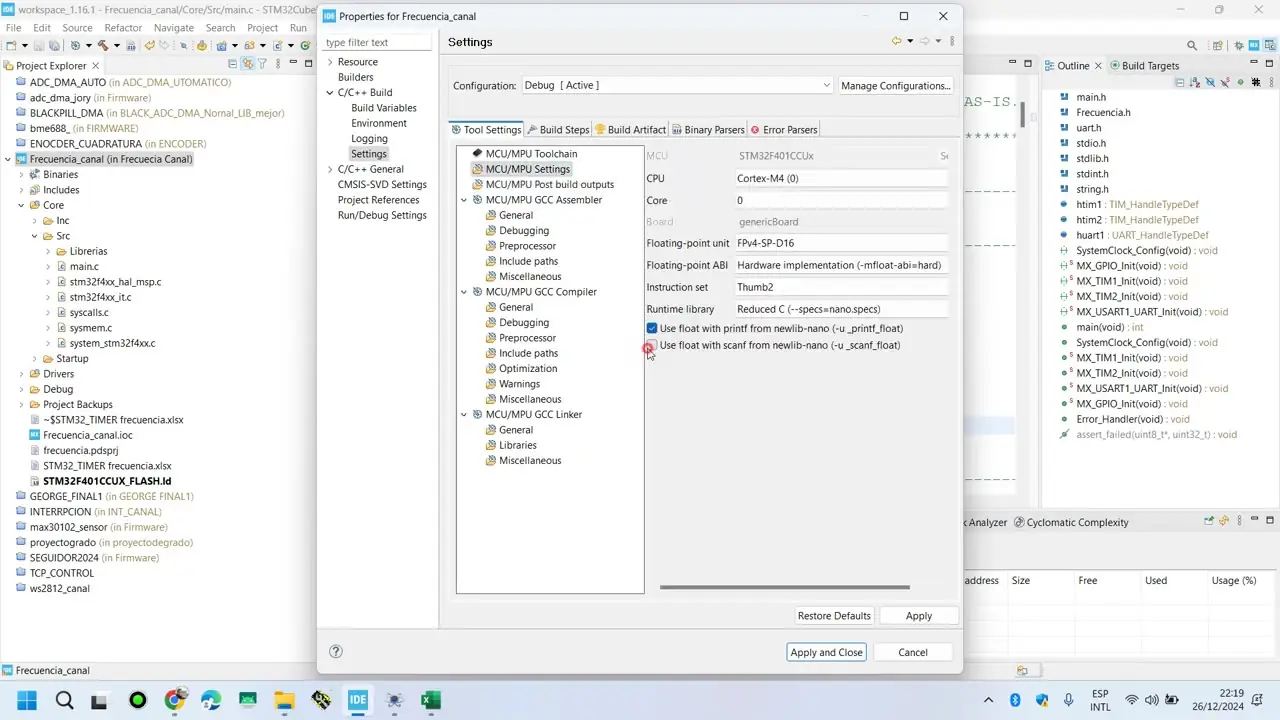 workspace_1.16.1 - Frecuencia_canal/Core/Src/main.c - STM32Cube
File Edit Source Refactor Navigate Search Project Run
Project Explorer
ADC_DMA_AUTO (in ADC_DMA_UTOMATICO)
adc_dma_jory (in Firmware)
BLACKPILL_DMA (in BLACK_ADC_DMA_Nornal_LIB_mejor)
bme688_ (in FIRMWARE)
ENOCDER_CUADRATURA (in ENCODER)
Frecuencia_canal (in Frecuecia Canal)
Binaries
Includes
Core
Inc
Src
Librerias
main.c
stm32f4xx_hal_msp.c
stm32f4xx_it.c
syscalls.c
sysmem.c
system_stm32f4xx.c
Startup
Drivers
Debug
Project Backups
~$STM32_TIMER frecuencia.xlsx
Frecuencia_canal.ioc
frecuencia.pdsprj
STM32_TIMER frecuencia.xlsx
STM32F401CCUX_FLASH.ld
GEORGE_FINAL1 (in GEORGE FINAL1)
INTERRPCION (in INT_CANAL)
max30102_sensor (in Firmware)
proyectogrado (in proyectodegrado)
SEGUIDOR2024 (in Firmware)
TCP_CONTROL
ws2812_canal
Frecuencia_canal
IDE Properties for Frecuencia_canal
type filter text
Resource
Builders
C/C++ Build
Build Variables
Environment
Logging
Settings
C/C++ General
CMSIS-SVD Settings
Project References
Run/Debug Settings
Settings
Configuration: Debug [ Active ] Manage Configurations...
Tool Settings Build Steps Build Artifact Binary Parsers Error Parsers
MCU/MPU Toolchain
MCU/MPU Settings
MCU/MPU Post build outputs
MCU/MPU GCC Assembler
General
Debugging
Preprocessor
Include paths
Miscellaneous
MCU/MPU GCC Compiler
General
Debugging
Preprocessor
Include paths
Optimization
Warnings
Miscellaneous
MCU/MPU GCC Linker
General
Libraries
Miscellaneous
MCU STM32F401CCUx Se
CPU Cortex-M4 (0)
Core 0
Board genericBoard
Floating-point unit FPv4-SP-D16
Floating-point ABI Hardware implementation (-mfloat-abi=hard)
Instruction set Thumb2
Runtime library Reduced C (--specs=nano.specs)
Use float with printf from newlib-nano (-u _printf_float)
Use float with scanf from newlib-nano (-u _scanf_float)
Restore Defaults Apply
Apply and Close Cancel
AS-IS.
Outline Build Targets
main.h
Frecuencia.h
uart.h
stdio.h
stdlib.h
stdint.h
string.h
htim1 : TIM_HandleTypeDef
htim2 : TIM_HandleTypeDef
huart1 : UART_HandleTypeDef
SystemClock_Config(void) : void
MX_GPIO_Init(void) : void
MX_TIM1_Init(void) : void
MX_TIM2_Init(void) : void
MX_USART1_UART_Init(void) : void
main(void) : int
SystemClock_Config(void) : void
MX_TIM1_Init(void) : void
MX_TIM2_Init(void) : void
MX_USART1_UART_Init(void) : void
MX_GPIO_Init(void) : void
Error_Handler(void) : void
assert_failed(uint8_t*, uint32_t) : void
k Analyzer Cyclomatic Complexity
address Size Free Used Usage (%)
IDE
ESP
INTL
22:19
26/12/2024